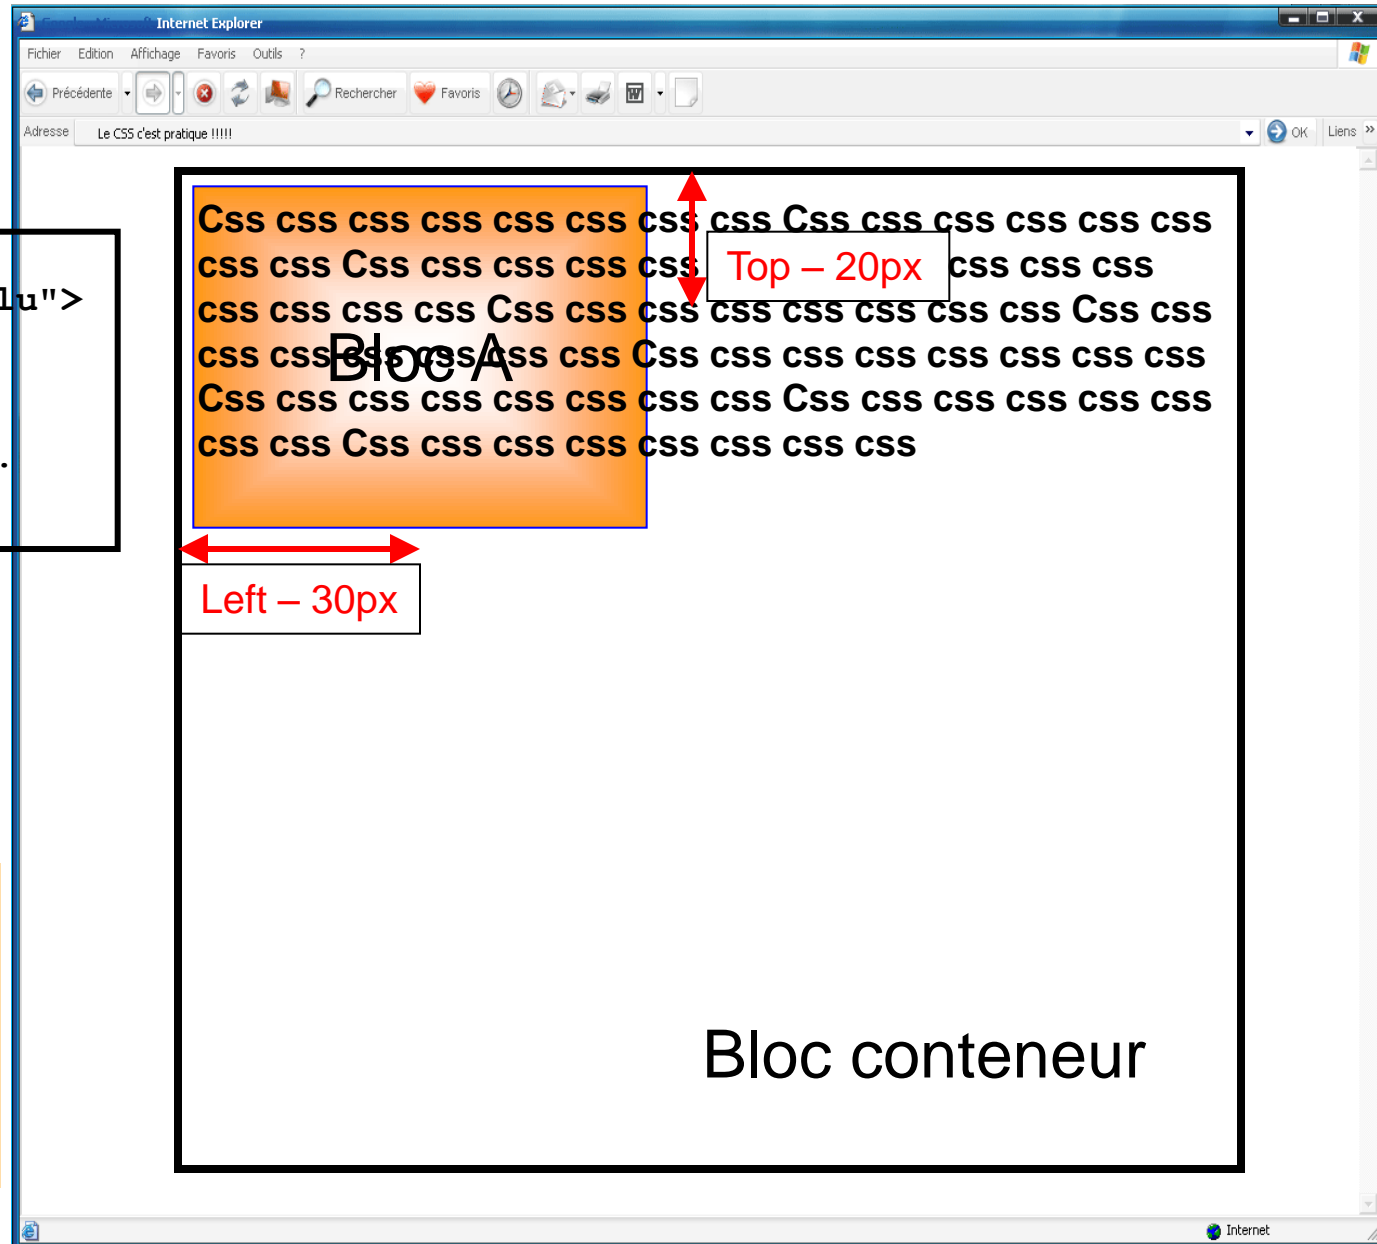 Internet Explorer
Fichier Edition Affichage Favoris Outils ?
Précédente Rechercher Favoris
Adresse Le CSS c'est pratique !!!!! OK Liens »
Css css css css css css css css Css css css css css css
css css Css css css css css css css css
Top – 20px
lu">
css css css css Css css css css css css css css Css css
css css css css css css Css css css css css css css css
Bloc A
Css css css css css css css css Css css css css css css
css css Css css css css css css css css
.
Left – 30px
Bloc conteneur
Internet